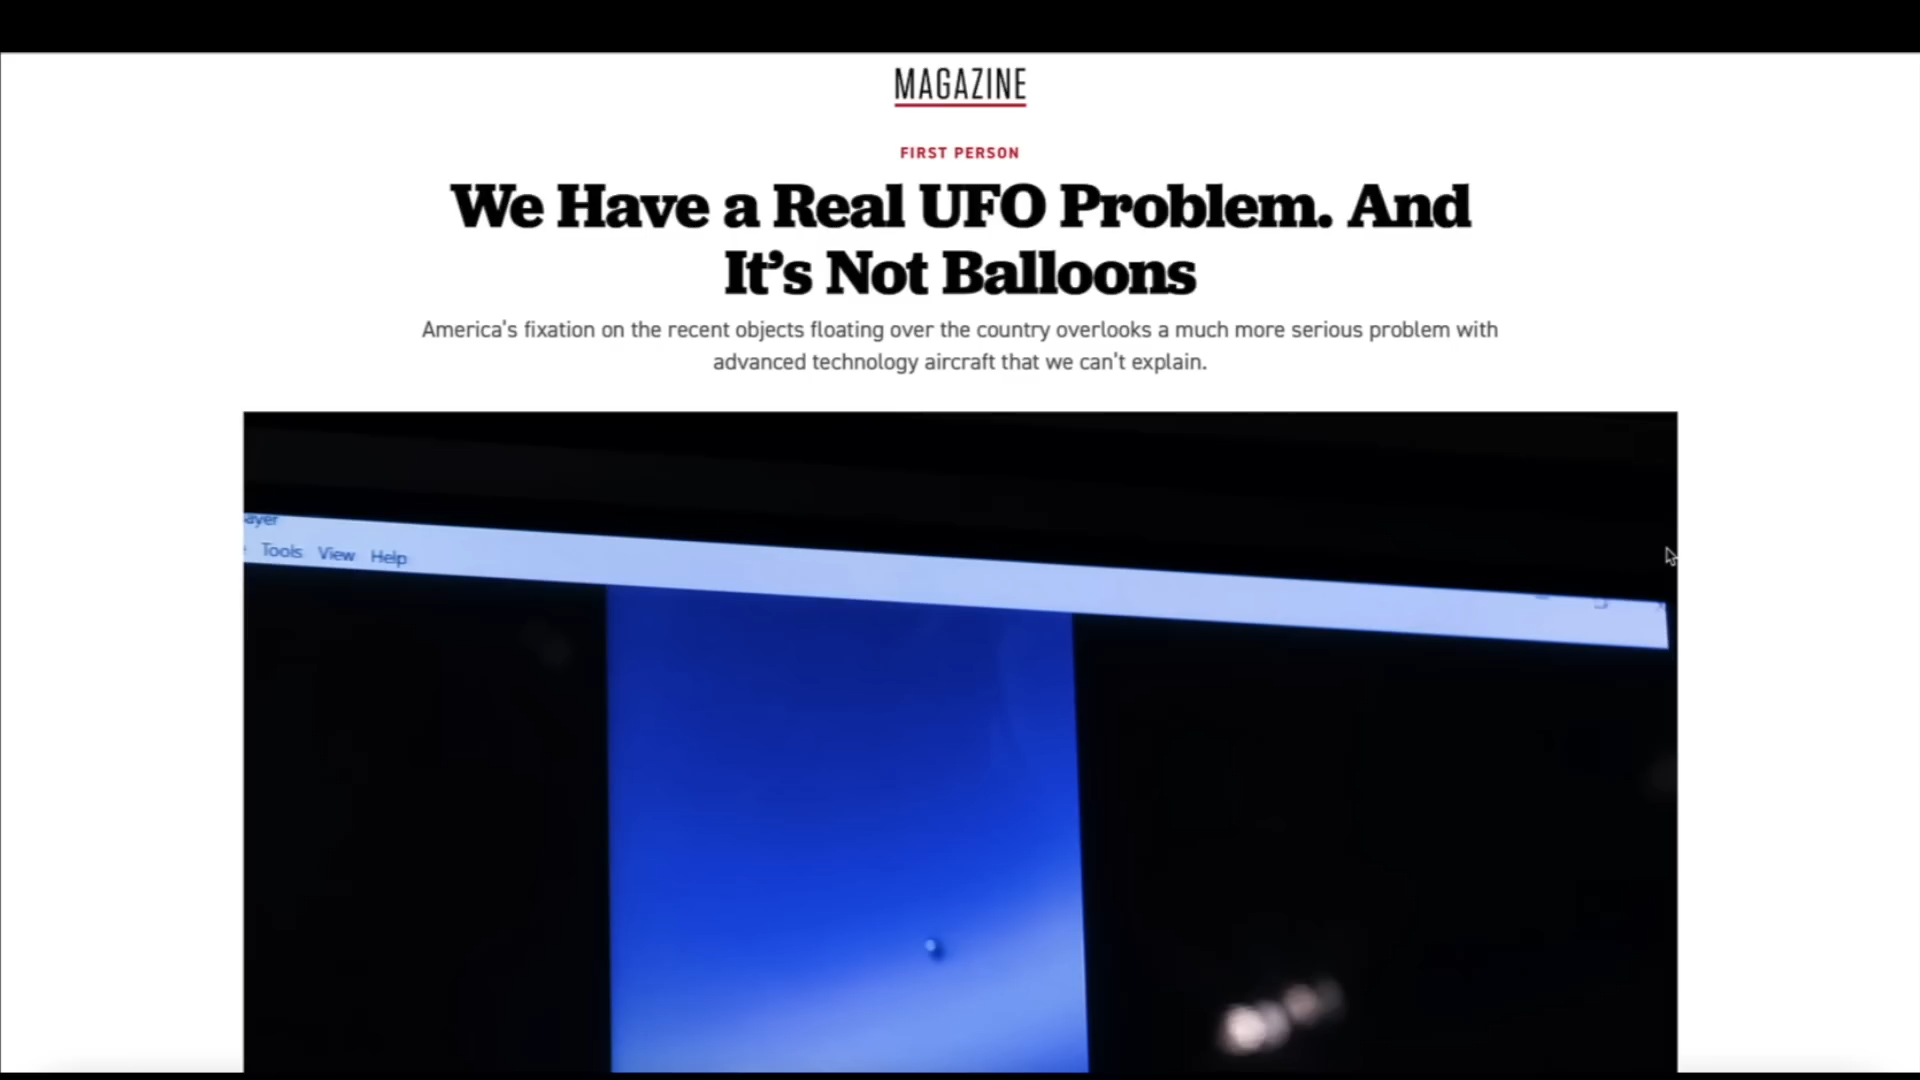 MAGAZINE
FIRST PERSON
We Have a Real UFO Problem. And
It’s Not Balloons
America’s fixation on the recent objects floating over the country overlooks a much more serious problem with
advanced technology aircraft that we can’t explain.
ayer
Tools View Help